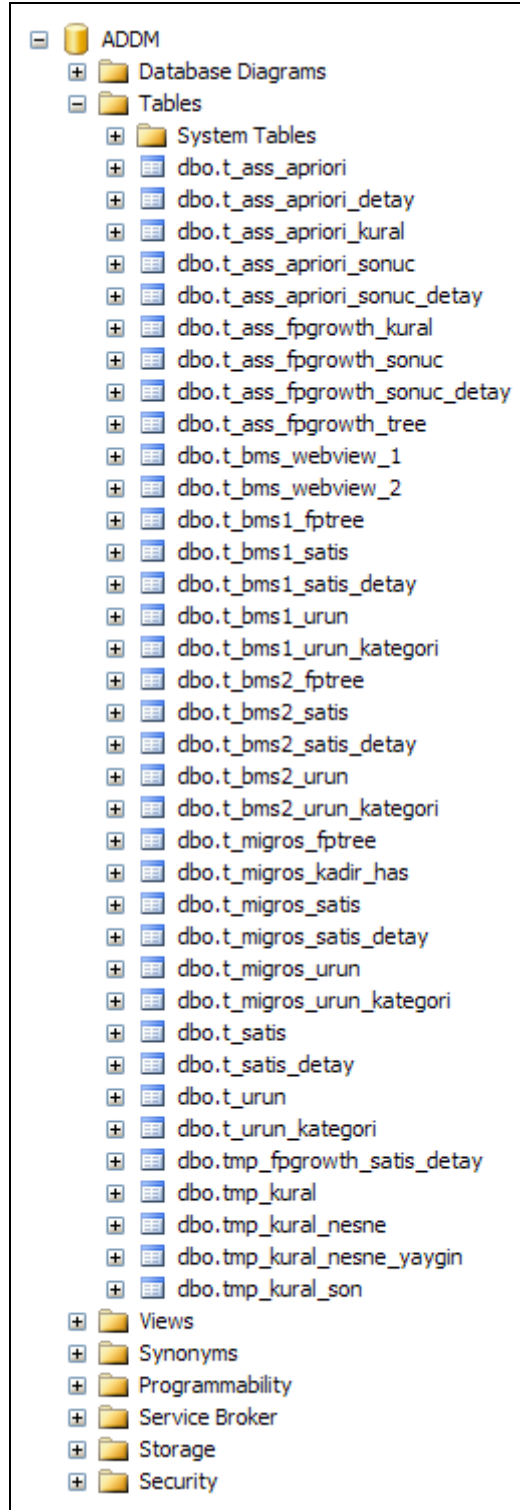 ADDM
Database Diagrams
Tables
System Tables
dbo.t_ass_apriori
dbo.t_ass_apriori_detay
dbo.t_ass_apriori_kural
dbo.t_ass_apriori_sonuc
dbo.t_ass_apriori_sonuc_detay
dbo.t_ass_fpgrowth_kural
dbo.t_ass_fpgrowth_sonuc
dbo.t_ass_fpgrowth_sonuc_detay
dbo.t_ass_fpgrowth_tree
dbo.t_bms_webview_1
dbo.t_bms_webview_2
dbo.t_bms1_fptree
dbo.t_bms1_satis
dbo.t_bms1_satis_detay
dbo.t_bms1_urun
dbo.t_bms1_urun_kategori
dbo.t_bms2_fptree
dbo.t_bms2_satis
dbo.t_bms2_satis_detay
dbo.t_bms2_urun
dbo.t_bms2_urun_kategori
dbo.t_migros_fptree
dbo.t_migros_kadir_has
dbo.t_migros_satis
dbo.t_migros_satis_detay
dbo.t_migros_urun
dbo.t_migros_urun_kategori
dbo.t_satis
dbo.t_satis_detay
dbo.t_urun
dbo.t_urun_kategori
dbo.tmp_fpgrowth_satis_detay
dbo.tmp_kural
dbo.tmp_kural_nesne
dbo.tmp_kural_nesne_yaygin
dbo.tmp_kural_son
Views
Synonyms
Programmability
Service Broker
Storage
Security